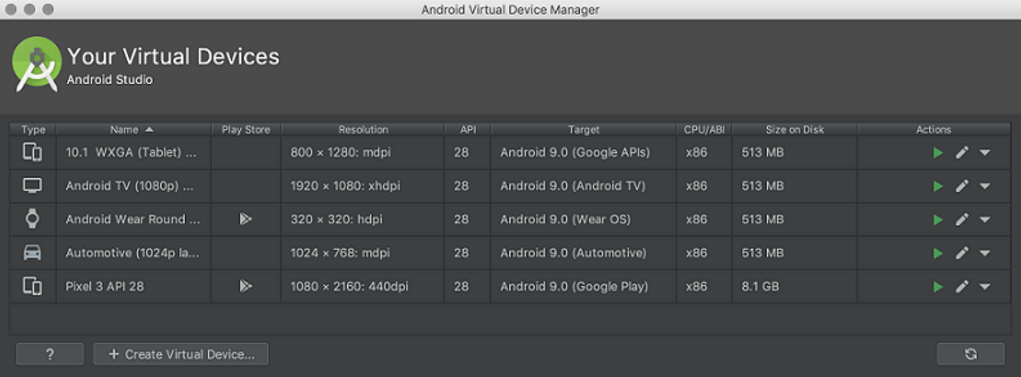 Android Virtual Device Manager
Your Virtual Devices
Android Studio
Type Name Play Store Resolution API Target CPU/ABI Size on Disk Actions
10.1 WXGA (Tablet) ... 800 × 1280: mdpi 28 Android 9.0 (Google APIs) x86 513 MB
Android TV (1080p) ... 1920 × 1080: xhdpi 28 Android 9.0 (Android TV) x86 513 MB
Android Wear Round ... 320 × 320: hdpi 28 Android 9.0 (Wear OS) x86 513 MB
Automotive (1024p la... 1024 × 768: mdpi 28 Android 9.0 (Automotive) x86 513 MB
Pixel 3 API 28 1080 × 2160: 440dpi 28 Android 9.0 (Google Play) x86 8.1 GB
? + Create Virtual Device...